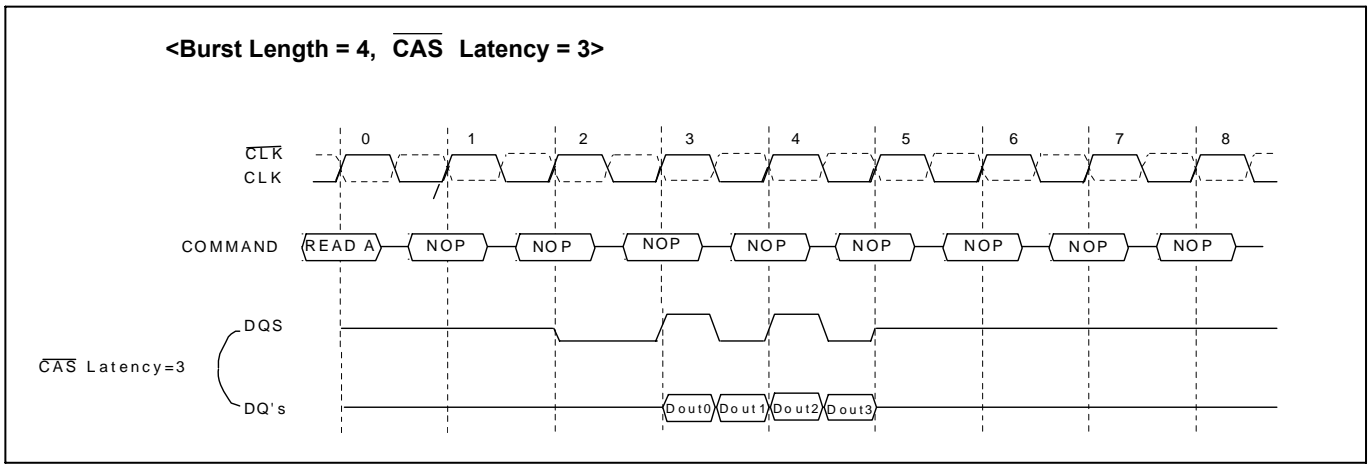 <Burst Length = 4, CAS Latency = 3>
0 1 2 3 4 5 6 7 8
CLK
CLK
COMMAND READ A NOP NOP NOP NOP NOP NOP NOP NOP
DQS
CAS Latency=3
DQ's Dout0 Dout1 Dout2 Dout3